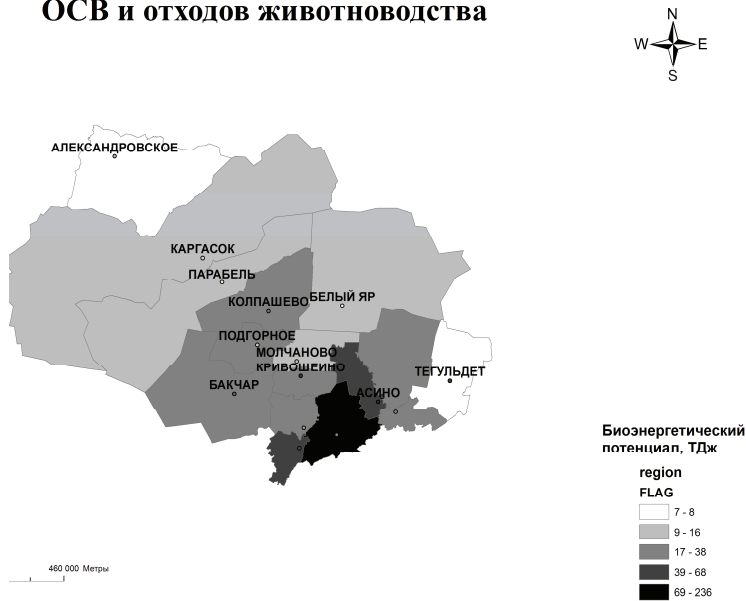 ОСВ и отходов животноводства
N
W E
S
АЛЕКСАНДРОВСКОЕ
КАРГАСОК
ПАРАБЕЛЬ
КОЛПАШЕВО
БЕЛЫЙ ЯР
ПОДГОРНОЕ
МОЛЧАНОВО
КРИВОШЕИНО
ТЕГУЛЬДЕТ
БАКЧАР
АСИНО
Биоэнергетический
потенциал, ТДж
region
FLAG
7 - 8
9 - 16
17 - 38
39 - 68
69 - 236
460 000 Метры